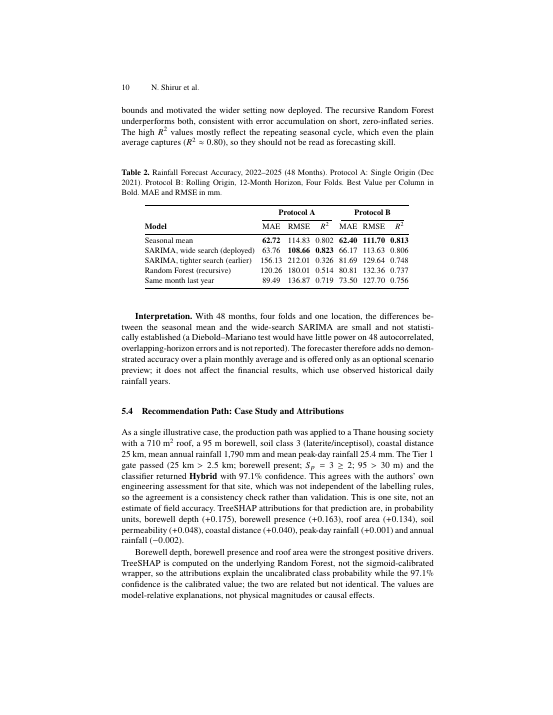 10 N. Shirur et al.
bounds and motivated the wider setting now deployed. The recursive Random Forest
underperforms both, consistent with error accumulation on short, zero-inflated series.
The high R² values mostly reflect the repeating seasonal cycle, which even the plain
average captures (R² ≈ 0.80), so they should not be read as forecasting skill.
Table 2. Rainfall Forecast Accuracy, 2022–2025 (48 Months). Protocol A: Single Origin (Dec
2021). Protocol B: Rolling Origin, 12-Month Horizon, Four Folds. Best Value per Column in
Bold. MAE and RMSE in mm.
Protocol A Protocol B
Model MAE RMSE R² MAE RMSE R²
Seasonal mean 62.72 114.83 0.802 62.40 111.70 0.813
SARIMA, wide search (deployed) 63.76 108.66 0.823 66.17 113.63 0.806
SARIMA, tighter search (earlier) 156.13 212.01 0.326 81.69 129.64 0.748
Random Forest (recursive) 120.26 180.01 0.514 80.81 132.36 0.737
Same month last year 89.49 136.87 0.719 73.50 127.70 0.756
Interpretation. With 48 months, four folds and one location, the differences be-
tween the seasonal mean and the wide-search SARIMA are small and not statisti-
cally established (a Diebold–Mariano test would have little power on 48 autocorrelated,
overlapping-horizon errors and is not reported). The forecaster therefore adds no demon-
strated accuracy over a plain monthly average and is offered only as an optional scenario
preview; it does not affect the financial results, which use observed historical daily
rainfall years.
5.4 Recommendation Path: Case Study and Attributions
As a single illustrative case, the production path was applied to a Thane housing society
with a 710 m² roof, a 95 m borewell, soil class 3 (laterite/inceptisol), coastal distance
25 km, mean annual rainfall 1,790 mm and mean peak-day rainfall 25.4 mm. The Tier 1
gate passed (25 km > 2.5 km; borewell present; Sₚ = 3 ≥ 2; 95 > 30 m) and the
classifier returned Hybrid with 97.1% confidence. This agrees with the authors' own
engineering assessment for that site, which was not independent of the labelling rules,
so the agreement is a consistency check rather than validation. This is one site, not an
estimate of field accuracy. TreeSHAP attributions for that prediction are, in probability
units, borewell depth (+0.175), borewell presence (+0.163), roof area (+0.134), soil
permeability (+0.048), coastal distance (+0.040), peak-day rainfall (+0.001) and annual
rainfall (−0.002).
Borewell depth, borewell presence and roof area were the strongest positive drivers.
TreeSHAP is computed on the underlying Random Forest, not the sigmoid-calibrated
wrapper, so the attributions explain the uncalibrated class probability while the 97.1%
confidence is the calibrated value; the two are related but not identical. The values are
model-relative explanations, not physical magnitudes or causal effects.